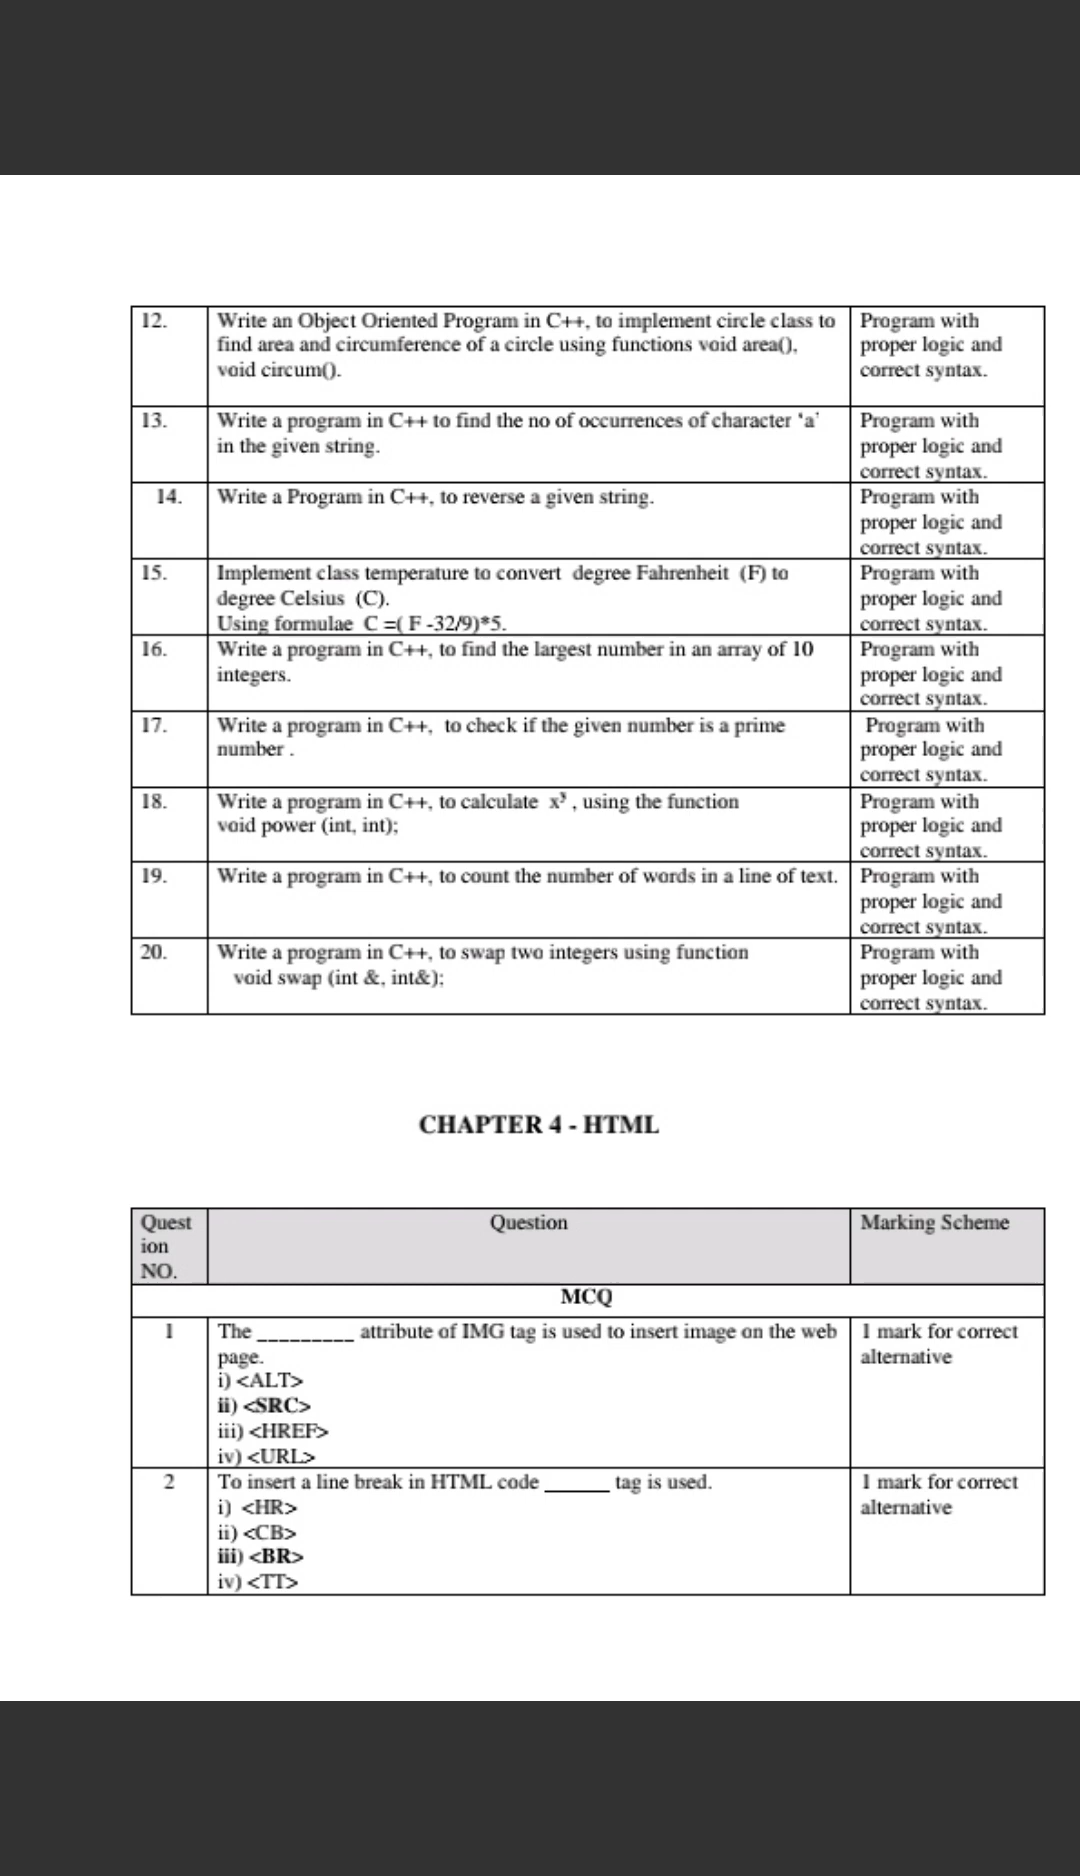 12.
Write an Object Oriented Program in C++, to implement circle class to
find area and circumference of a circle using functions void area(),
void circum().
Program with
proper logic and
correct syntax.
13.
Write a program in C++ to find the no of occurrences of character ‘a’
in the given string.
Program with
proper logic and
correct syntax.
14.
Write a Program in C++, to reverse a given string.
Program with
proper logic and
correct syntax.
15.
Implement class temperature to convert degree Fahrenheit (F) to
degree Celsius (C).
Using formulae C =( F -32/9)*5.
Program with
proper logic and
correct syntax.
16.
Write a program in C++, to find the largest number in an array of 10
integers.
Program with
proper logic and
correct syntax.
17.
Write a program in C++, to check if the given number is a prime
number .
Program with
proper logic and
correct syntax.
18.
Write a program in C++, to calculate xʸ , using the function
void power (int, int);
Program with
proper logic and
correct syntax.
19.
Write a program in C++, to count the number of words in a line of text.
Program with
proper logic and
correct syntax.
20.
Write a program in C++, to swap two integers using function
void swap (int &, int&);
Program with
proper logic and
correct syntax.
CHAPTER 4 - HTML
Quest
ion
NO.
Question
Marking Scheme
MCQ
1
The _________ attribute of IMG tag is used to insert image on the web
page.
i) <ALT>
ii) <SRC>
iii) <HREF>
iv) <URL>
1 mark for correct
alternative
2
To insert a line break in HTML code ______ tag is used.
i) <HR>
ii) <CB>
iii) <BR>
iv) <TT>
1 mark for correct
alternative